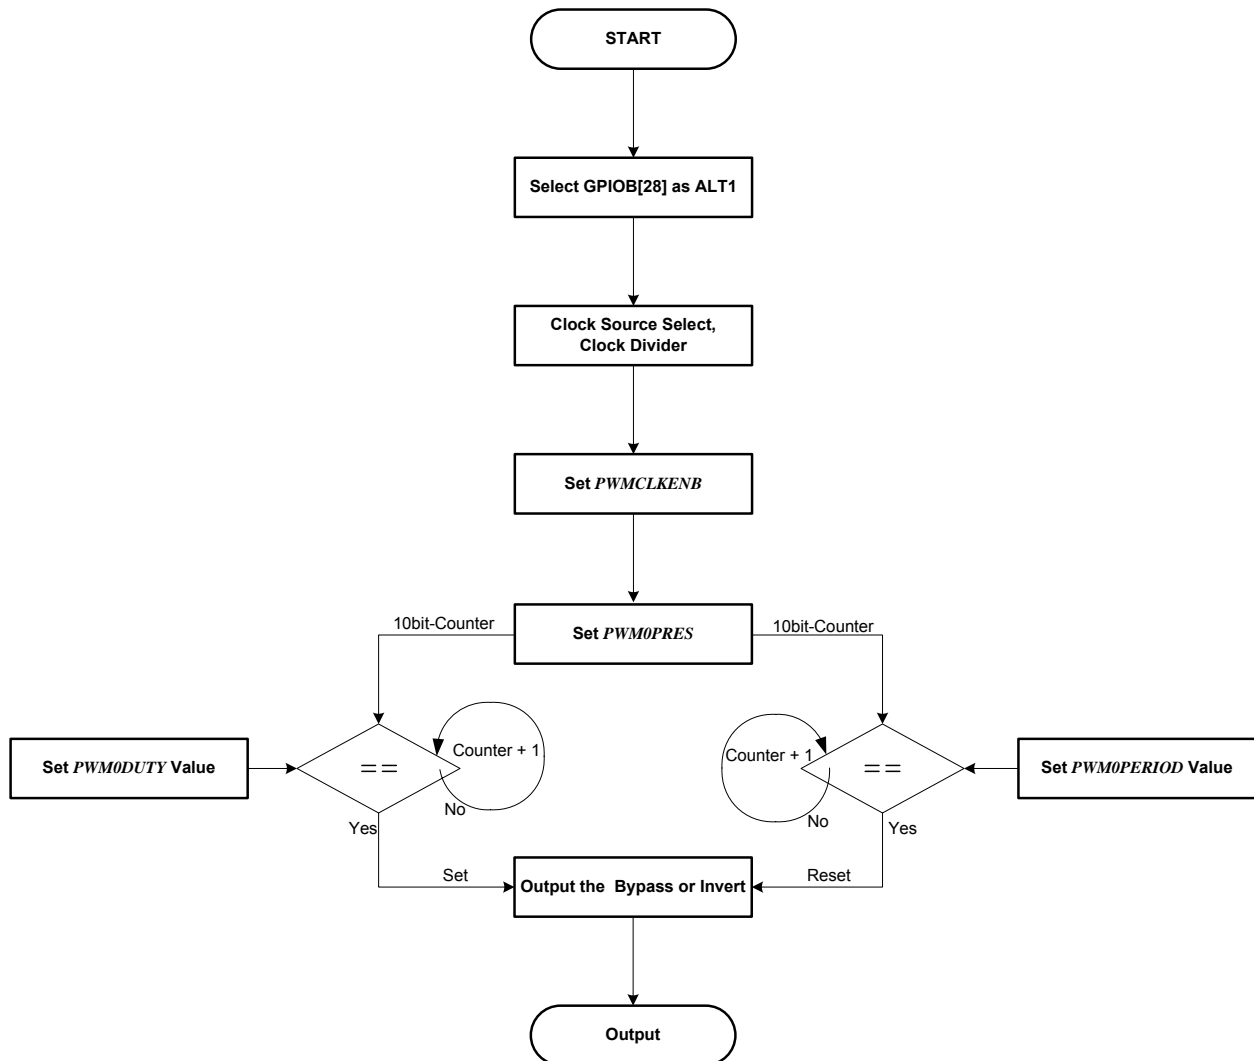 START
Select GPIOB[28] as ALT1
Clock Source Select,
Clock Divider
Set PWMCLKENB
10bit-Counter
Set PWM0PRES
10bit-Counter
Set PWM0DUTY Value
==
Counter + 1
No
Yes
Counter + 1
==
No
Yes
Set PWM0PERIOD Value
Set
Output the Bypass or Invert
Reset
Output